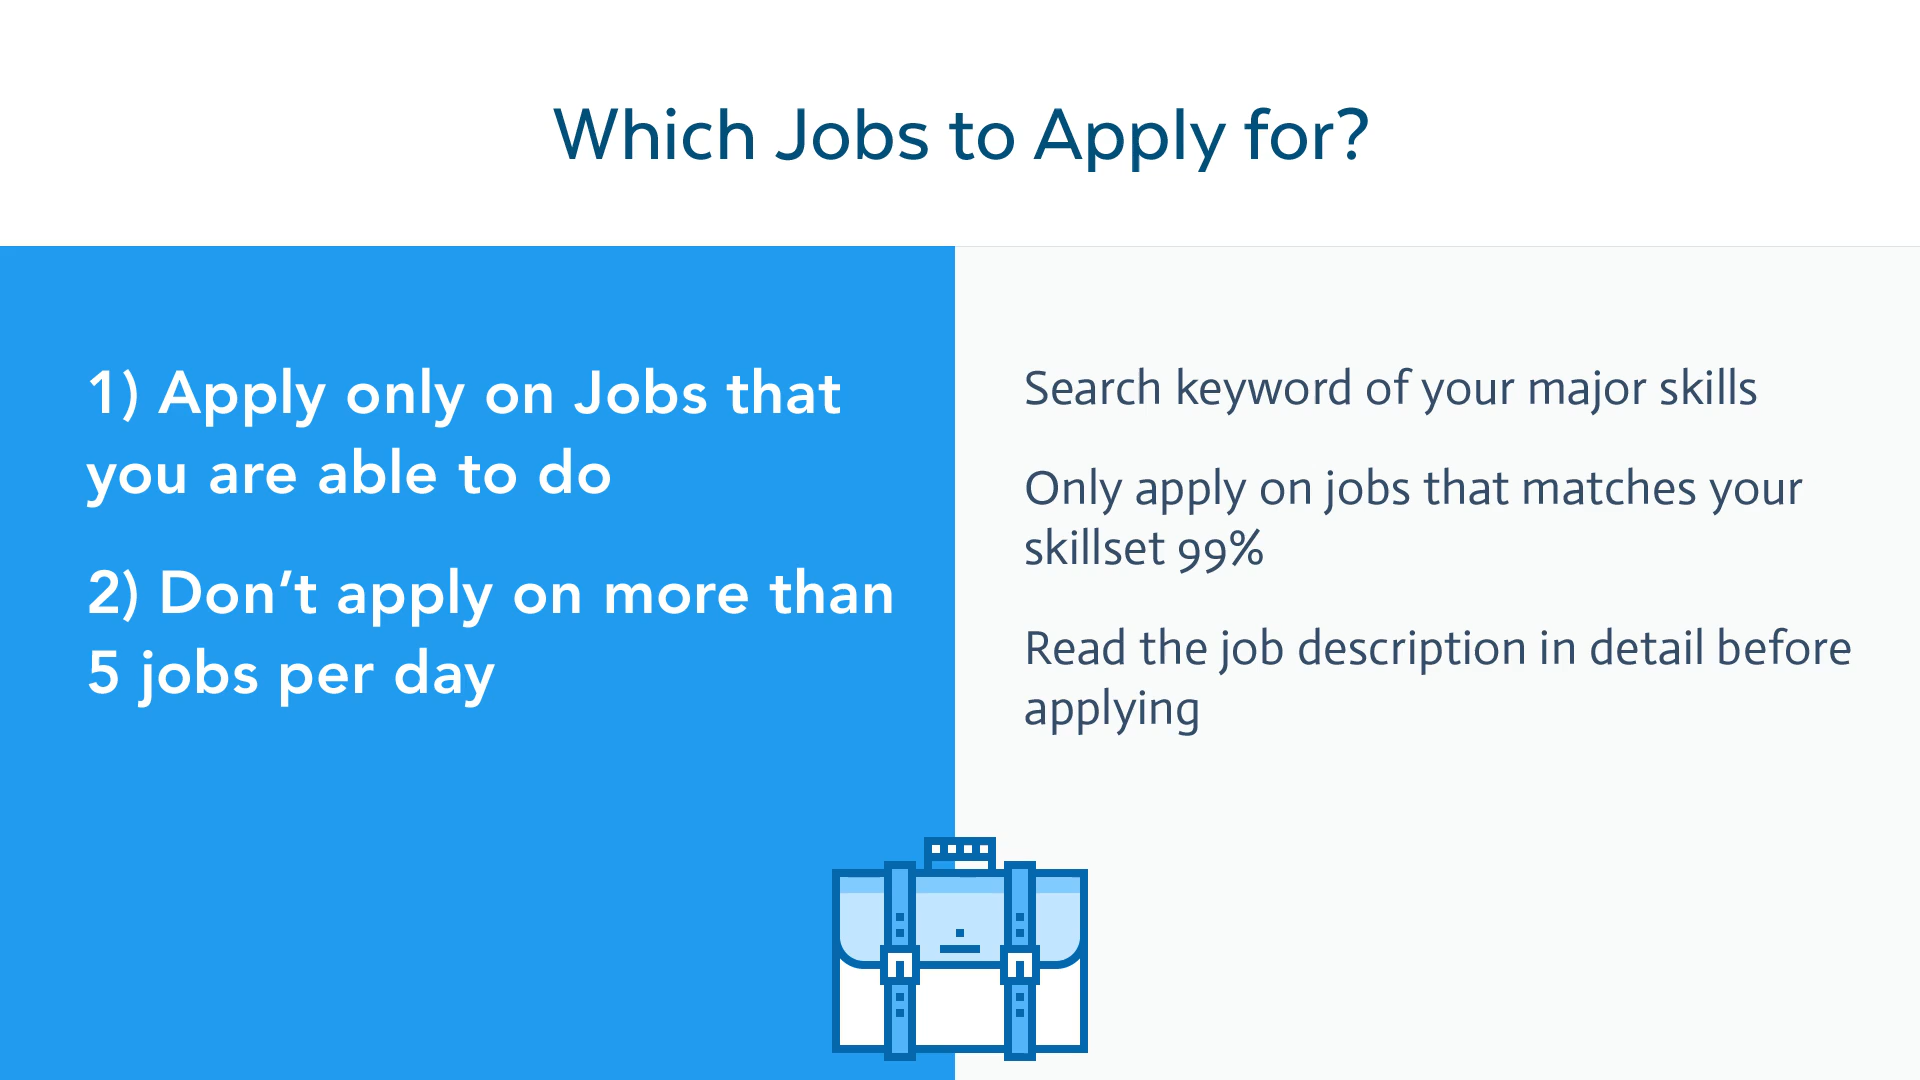 Which Jobs to Apply for?
1) Apply only on Jobs that
you are able to do
2) Don’t apply on more than
5 jobs per day
Search keyword of your major skills
Only apply on jobs that matches your
skillset 99%
Read the job description in detail before
applying